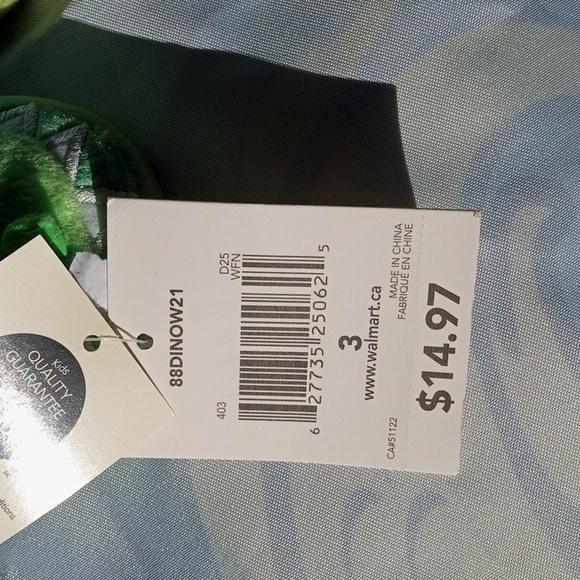 88DINOW21
403
D25
WFN
6 27735 25062 5
3
www.walmart.ca
MADE IN CHINA
FABRIQUÉ EN CHINE
CA#51122
$14.97
Kids
QUALITY
GUARANTEE